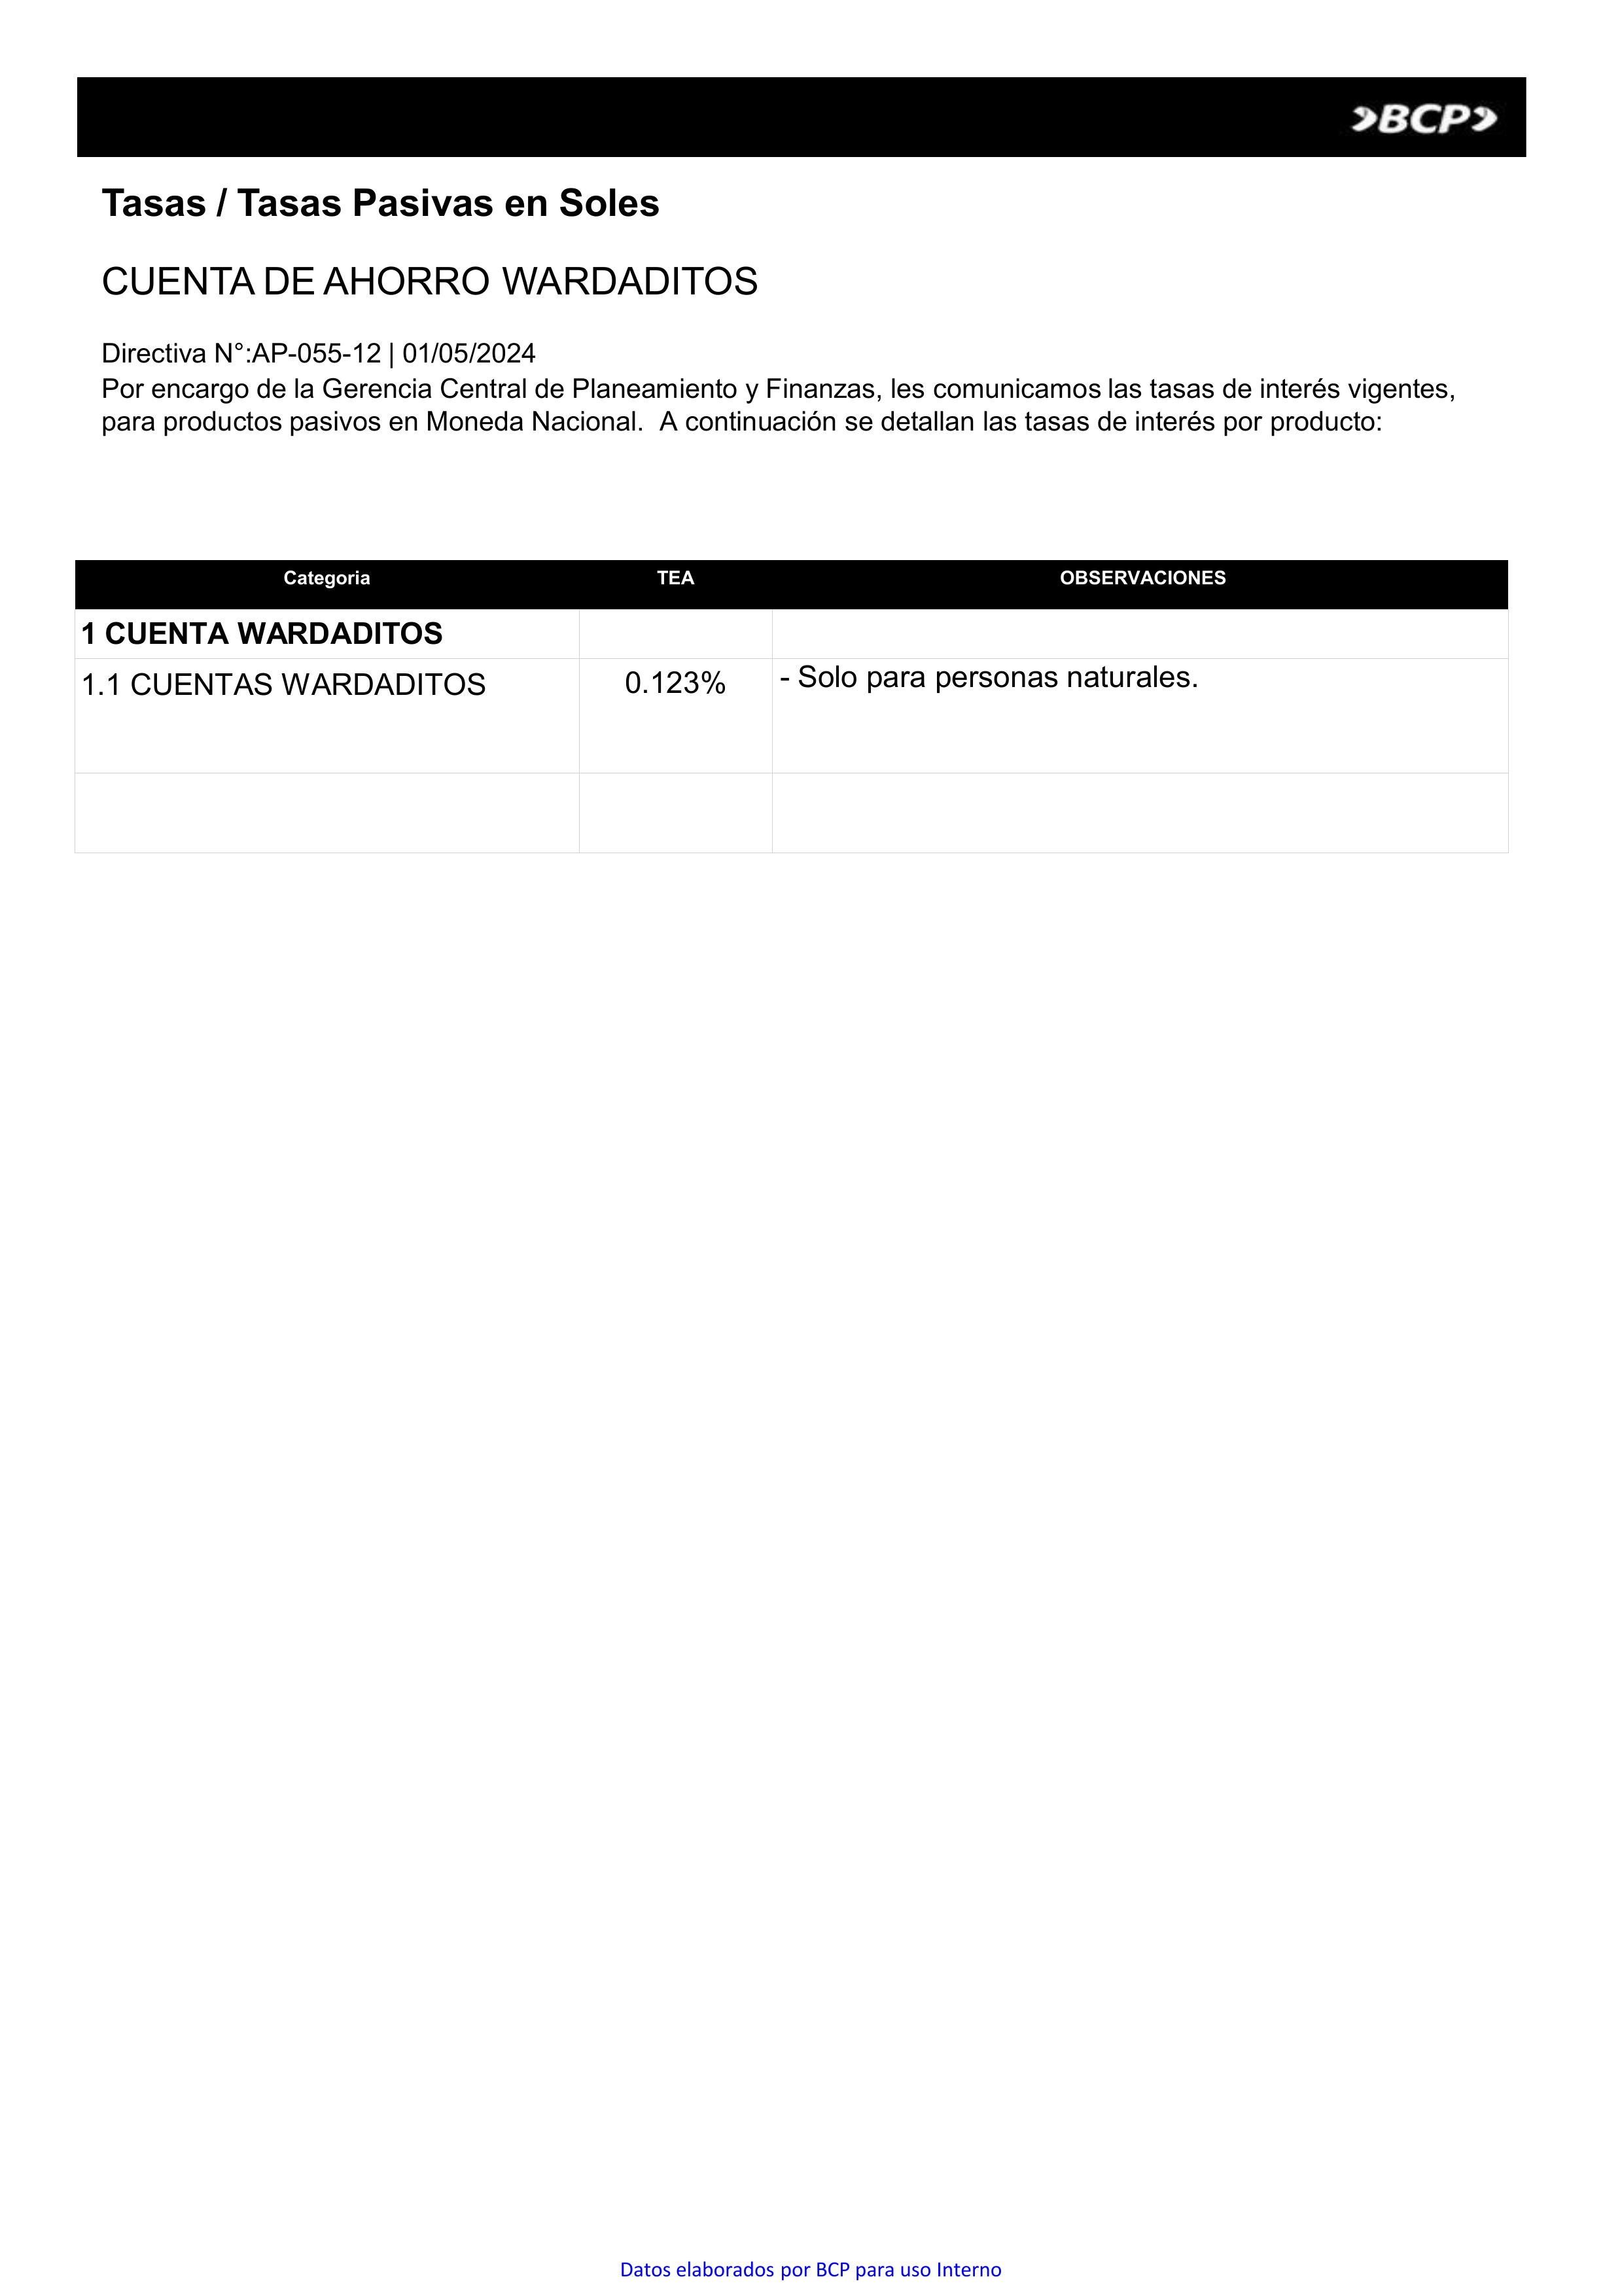 BCP
Tasas / Tasas Pasivas en Soles
CUENTA DE AHORRO WARDADITOS
Directiva N°:AP-055-12 | 01/05/2024
Por encargo de la Gerencia Central de Planeamiento y Finanzas, les comunicamos las tasas de interés vigentes,
para productos pasivos en Moneda Nacional.  A continuación se detallan las tasas de interés por producto:
Categoria TEA OBSERVACIONES
1 CUENTA WARDADITOS
1.1 CUENTAS WARDADITOS 0.123% - Solo para personas naturales.
Datos elaborados por BCP para uso Interno